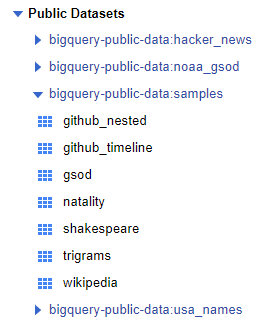 Public Datasets
bigquery-public-data:hacker_news
bigquery-public-data:noaa_gsod
bigquery-public-data:samples
github_nested
github_timeline
gsod
natality
shakespeare
trigrams
wikipedia
bigquery-public-data:usa_names